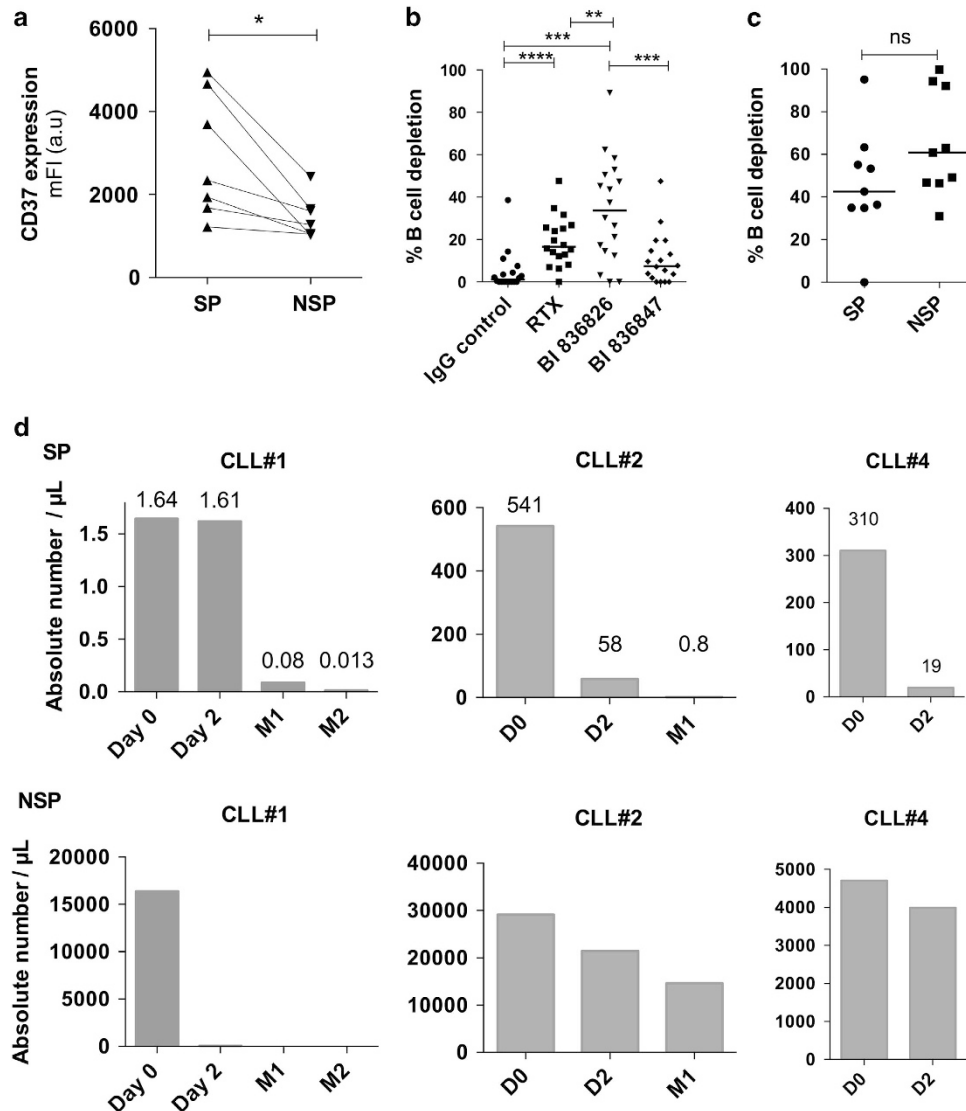 a
*
6000
4000
2000
0
CD37 expression
mFI (a.u)
SP
NSP
b
**
***
****
***
100
80
60
40
20
0
% B cell depletion
IgG control
RTX
BI 836826
BI 836847
c
ns
100
80
60
40
20
0
% B cell depletion
SP
NSP
d
SP
CLL#1
1.64
1.61
0.08
0.013
1.5
1.0
0.5
0.0
Absolute number / µL
Day 0
Day 2
M1
M2
CLL#2
541
58
0.8
600
400
200
0
D0
D2
M1
CLL#4
310
19
400
300
200
100
0
D0
D2
NSP
CLL#1
20000
15000
10000
5000
0
Absolute number / µL
Day 0
Day 2
M1
M2
CLL#2
40000
30000
20000
10000
0
D0
D2
M1
CLL#4
5000
4000
3000
2000
1000
0
D0
D2